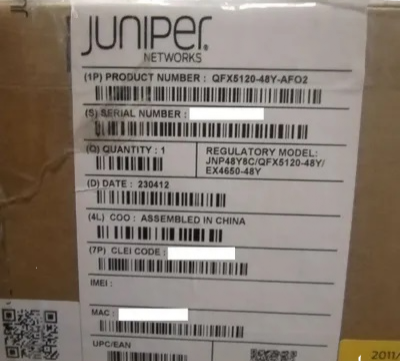 JUNIPER
NETWORKS
(1P) PRODUCT NUMBER : QFX5120-48Y-AFO2
(S) SERIAL NUMBER :
(Q) QUANTITY : 1
REGULATORY MODEL:
JNP48Y8C/QFX5120-48Y/
EX4650-48Y
(D) DATE : 230412
(4L) COO : ASSEMBLED IN CHINA
(7P) CLEI CODE :
IMEI :
MAC :
UPC/EAN
2011/